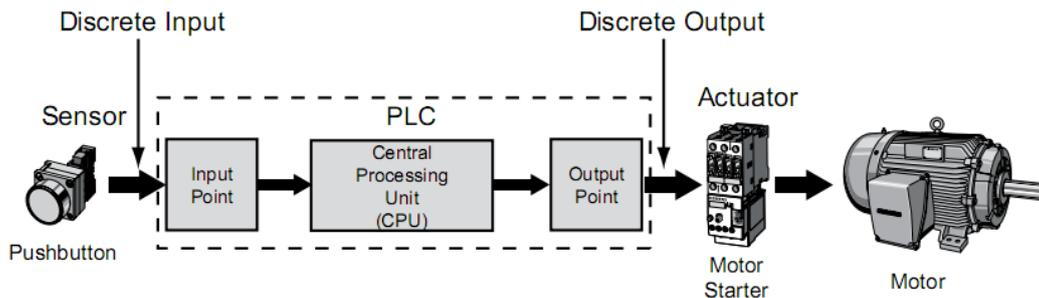 Discrete Input
Discrete Output
Sensor
PLC
Actuator
Input
Point
Central
Processing
Unit
(CPU)
Output
Point
Pushbutton
Motor
Starter
Motor